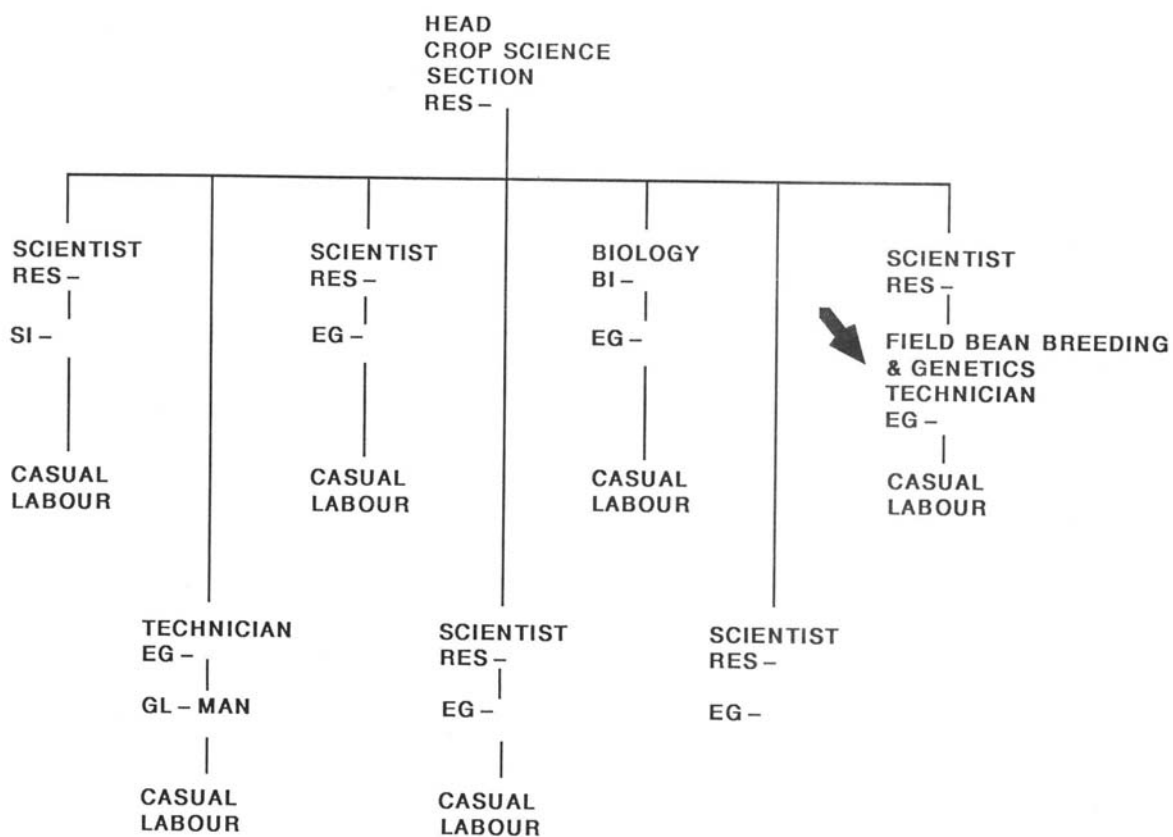 HEAD
CROP SCIENCE
SECTION
RES –
SCIENTIST
RES –
SI –
CASUAL
LABOUR
TECHNICIAN
EG –
GL – MAN
CASUAL
LABOUR
SCIENTIST
RES –
EG –
CASUAL
LABOUR
SCIENTIST
RES –
EG –
CASUAL
LABOUR
BIOLOGY
BI –
EG –
CASUAL
LABOUR
SCIENTIST
RES –
EG –
SCIENTIST
RES –
FIELD BEAN BREEDING
& GENETICS
TECHNICIAN
EG –
CASUAL
LABOUR